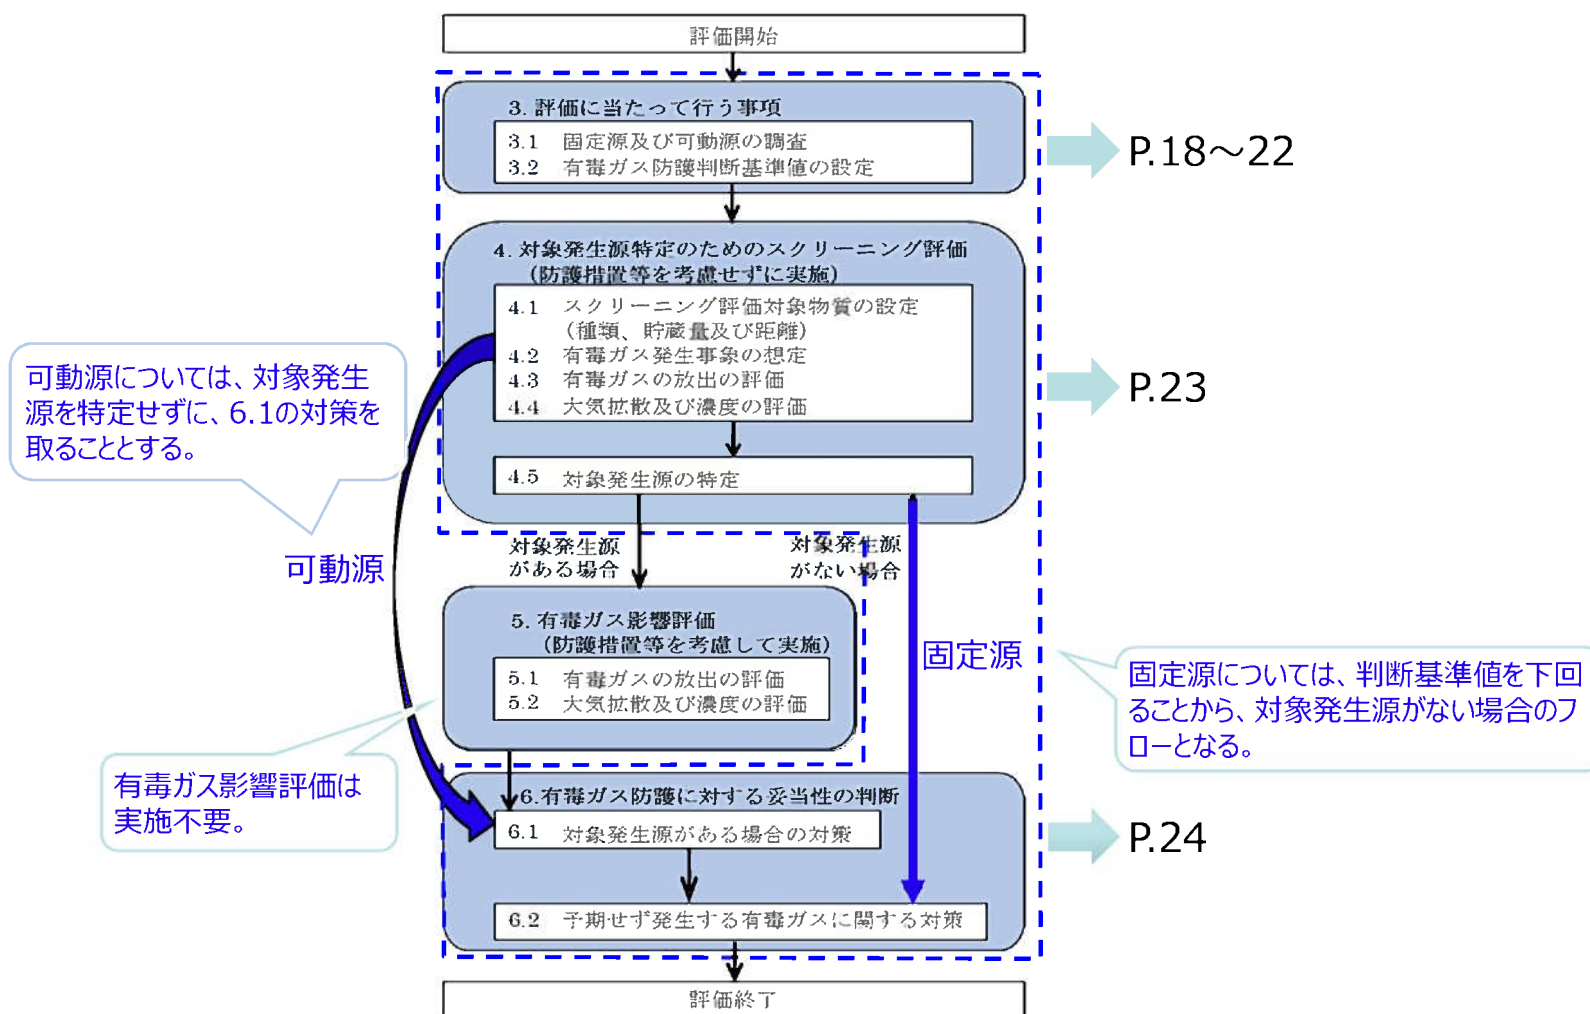 評価開始
3. 評価に当たって行う事項
3.1 固定源及び可動源の調査
3.2 有毒ガス防護判断基準値の設定
P.18～22
4. 対象発生源特定のためのスクリーニング評価
(防護措置等を考慮せずに実施)
4.1 スクリーニング評価対象物質の設定
(種類、貯蔵量及び距離)
4.2 有毒ガス発生事象の想定
4.3 有毒ガスの放出の評価
4.4 大気拡散及び濃度の評価
4.5 対象発生源の特定
P.23
可動源については、対象発生
源を特定せずに、6.1の対策を
取ることとする。
可動源
対象発生源
がある場合
対象発生源
がない場合
5. 有毒ガス影響評価
(防護措置等を考慮して実施)
5.1 有毒ガスの放出の評価
5.2 大気拡散及び濃度の評価
固定源
固定源については、判断基準値を下回
ることから、対象発生源がない場合のフ
ローとなる。
有毒ガス影響評価は
実施不要。
6.有毒ガス防護に対する妥当性の判断
6.1 対象発生源がある場合の対策
6.2 予期せず発生する有毒ガスに関する対策
P.24
評価終了